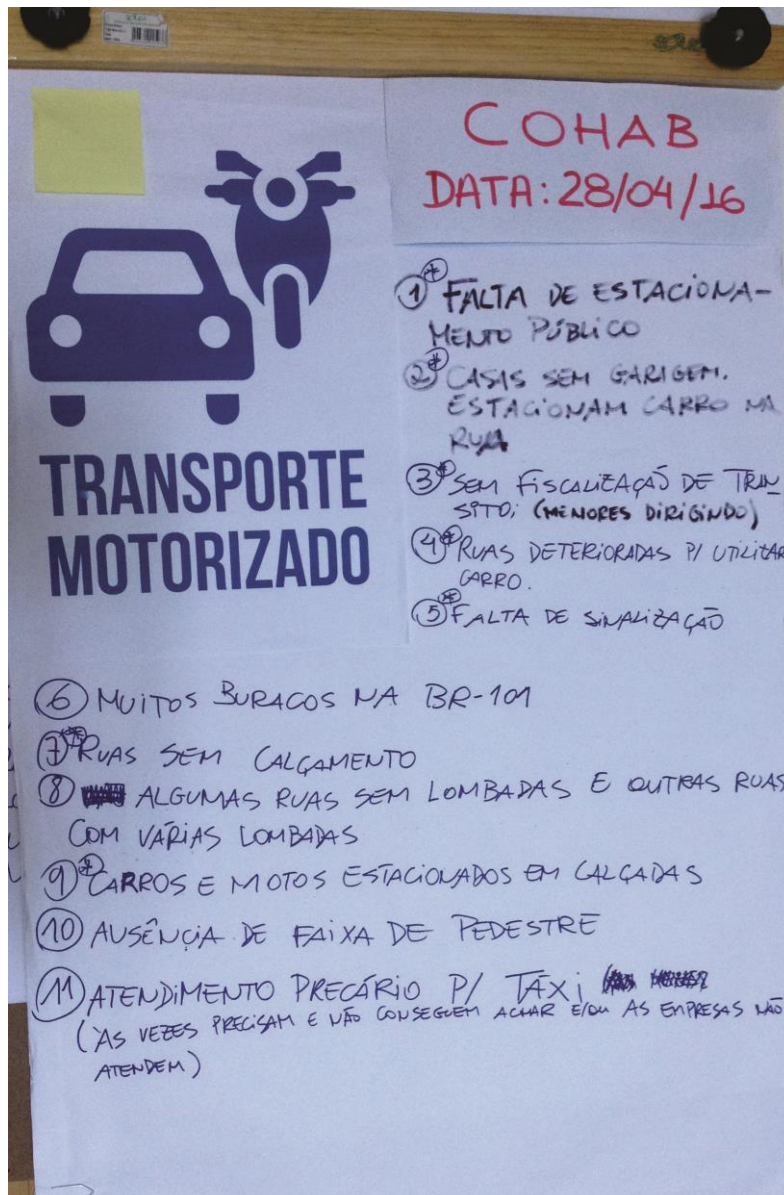 COHAB
DATA: 28/04/16
TRANSPORTE
MOTORIZADO
1* FALTA DE ESTACIONA-
MENTO PÚBLICO
2* CASAS SEM GARAGEM.
ESTACIONAM CARRO NA
RUA
3* SEM FISCALIZAÇÃO DE TRAN_
SITO; (MENORES DIRIGINDO)
4* RUAS DETERIORADAS P/ UTILIZAR
CARRO.
5* FALTA DE SINALIZAÇÃO
6 MUITOS BURACOS NA BR-101
7* RUAS SEM CALÇAMENTO
8 ALGUMAS RUAS SEM LOMBADAS E OUTRAS RUAS
COM VÁRIAS LOMBADAS
9* CARROS E MOTOS ESTACIONADOS EM CALÇADAS
10 AUSÊNCIA DE FAIXA DE PEDESTRE
11 ATENDIMENTO PRECÁRIO P/ TÁXI
(ÀS VEZES PRECISAM E NÃO CONSEGUEM ACHAR E/OU AS EMPRESAS NÃO
ATENDEM)